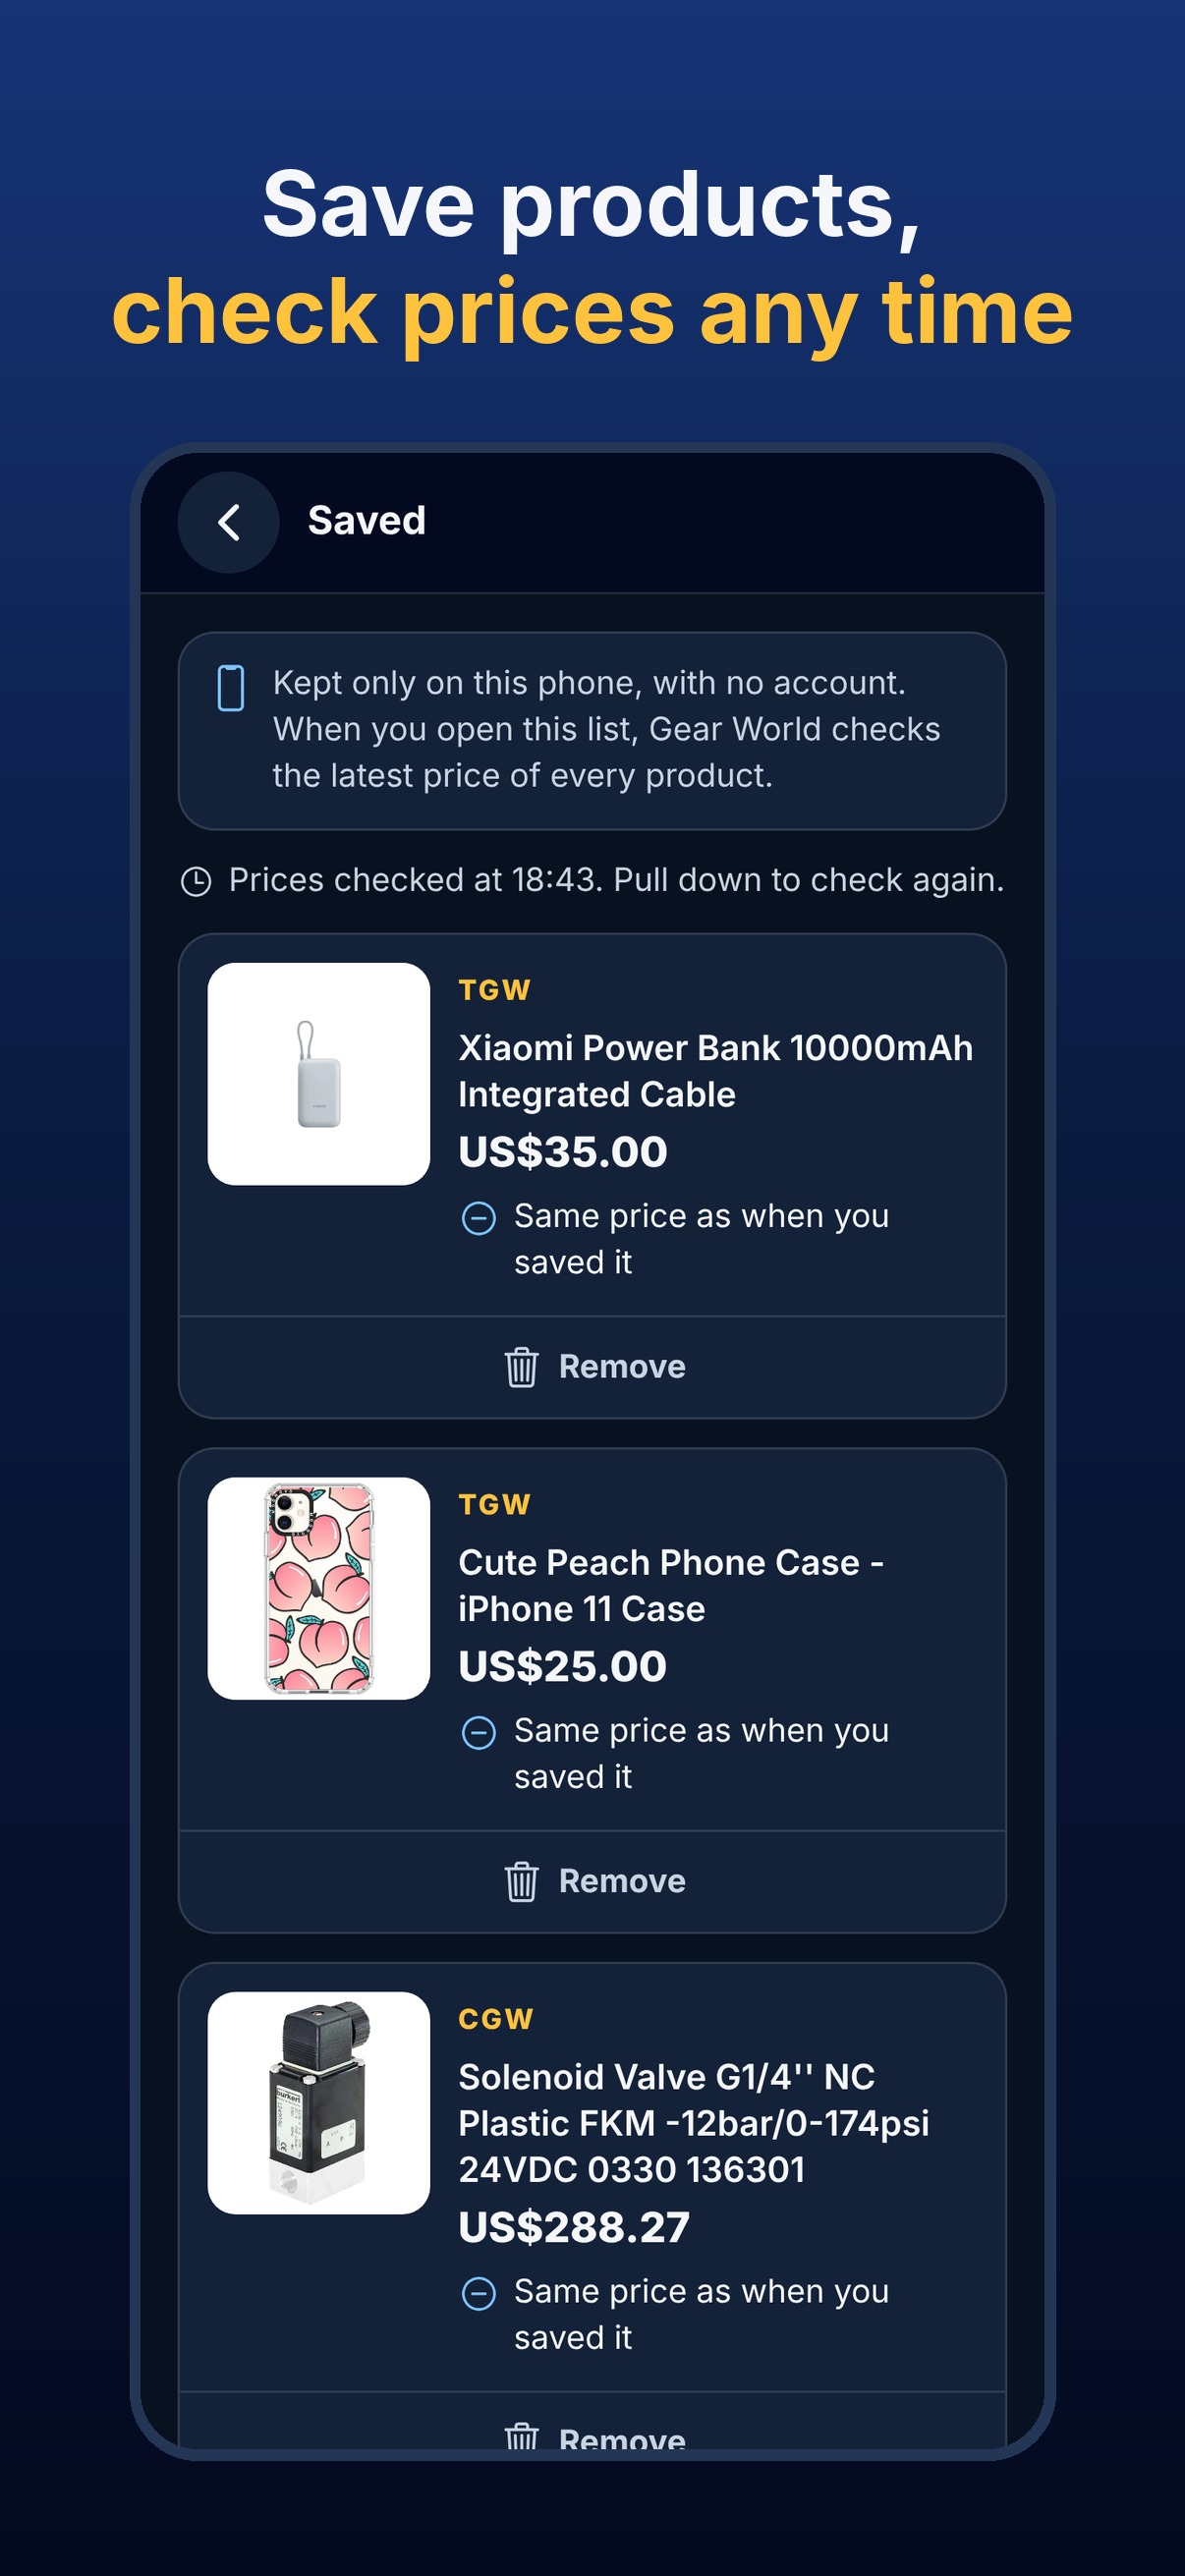 Save products,
check prices any time
Saved
Kept only on this phone, with no account.
When you open this list, Gear World checks
the latest price of every product.
Prices checked at 18:43. Pull down to check again.
TGW
Xiaomi Power Bank 10000mAh
Integrated Cable
US$35.00
Same price as when you
saved it
Remove
TGW
Cute Peach Phone Case -
iPhone 11 Case
US$25.00
Same price as when you
saved it
Remove
CGW
burkert
Solenoid Valve G1/4'' NC
Plastic FKM -12bar/0-174psi
24VDC 0330 136301
US$288.27
Same price as when you
saved it
Remove